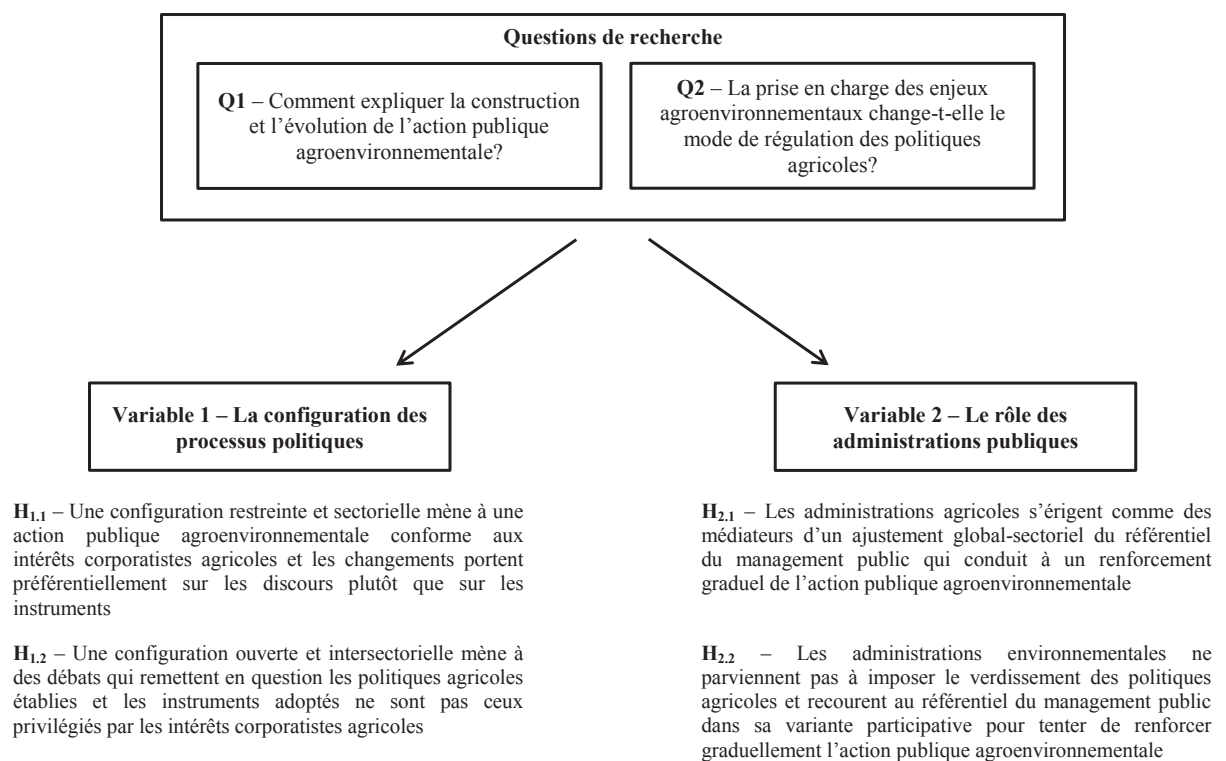 Questions de recherche
Q1 – Comment expliquer la construction
et l'évolution de l'action publique
agroenvironnementale?
Q2 – La prise en charge des enjeux
agroenvironnementaux change-t-elle le
mode de régulation des politiques
agricoles?
Variable 1 – La configuration des
processus politiques
Variable 2 – Le rôle des
administrations publiques
H1.1 – Une configuration restreinte et sectorielle mène à une
action publique agroenvironnementale conforme aux
intérêts corporatistes agricoles et les changements portent
préférentiellement sur les discours plutôt que sur les
instruments
H1.2 – Une configuration ouverte et intersectorielle mène à
des débats qui remettent en question les politiques agricoles
établies et les instruments adoptés ne sont pas ceux
privilégiés par les intérêts corporatistes agricoles
H2.1 – Les administrations agricoles s'érigent comme des
médiateurs d'un ajustement global-sectoriel du référentiel
du management public qui conduit à un renforcement
graduel de l'action publique agroenvironnementale
H2.2 – Les administrations environnementales ne
parviennent pas à imposer le verdissement des politiques
agricoles et recourent au référentiel du management public
dans sa variante participative pour tenter de renforcer
graduellement l'action publique agroenvironnementale